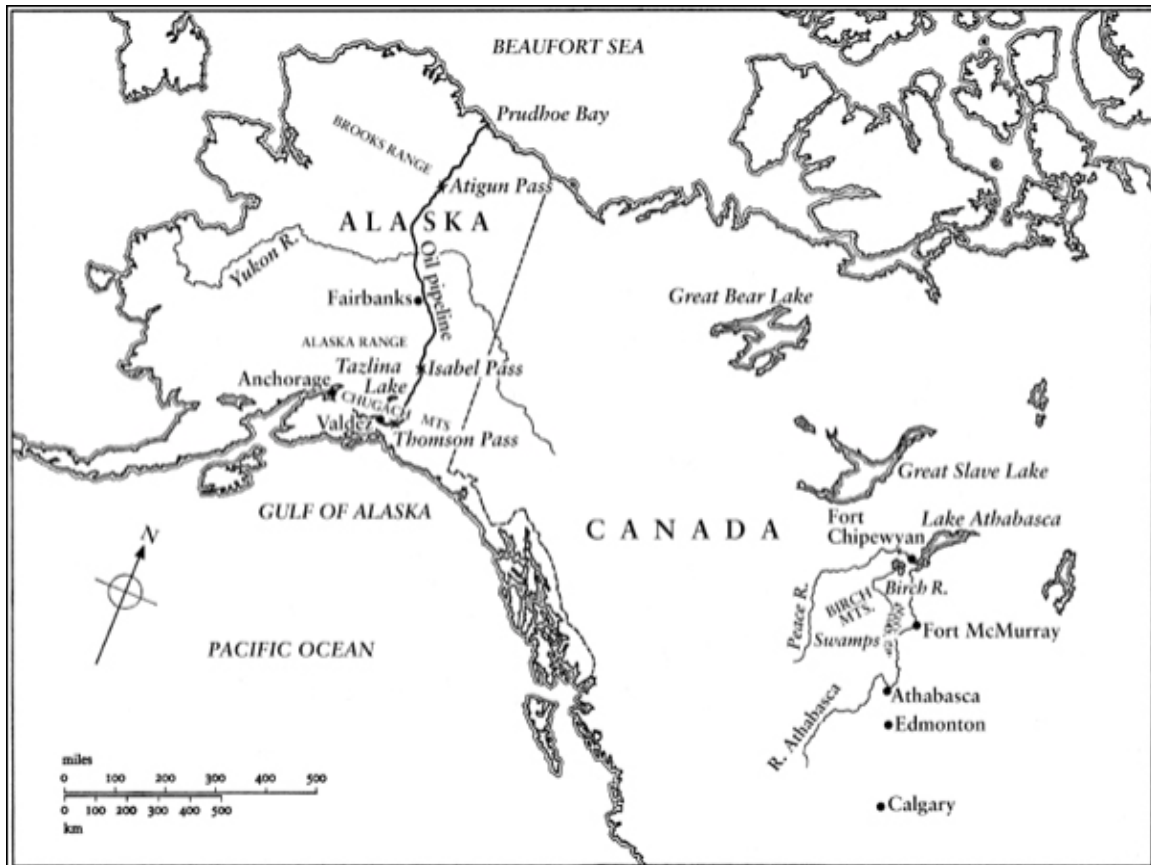 BEAUFORT SEA
Prudhoe Bay
BROOKS RANGE
Atigun Pass
ALASKA
Yukon R.
Oil pipeline
Fairbanks
Great Bear Lake
ALASKA RANGE
Tazlina
Lake
Isabel Pass
Anchorage
CHUGACH MTS
Valdez
Thomson Pass
Great Slave Lake
GULF OF ALASKA
CANADA
Fort
Chipewyan
Lake Athabasca
N
Peace R.
Birch R.
BIRCH
MTS.
Swamps
Fort McMurray
PACIFIC OCEAN
Athabasca
R. Athabasca
Edmonton
miles
0 100 200 300 400 500
0 100 200 300 400 500
km
Calgary